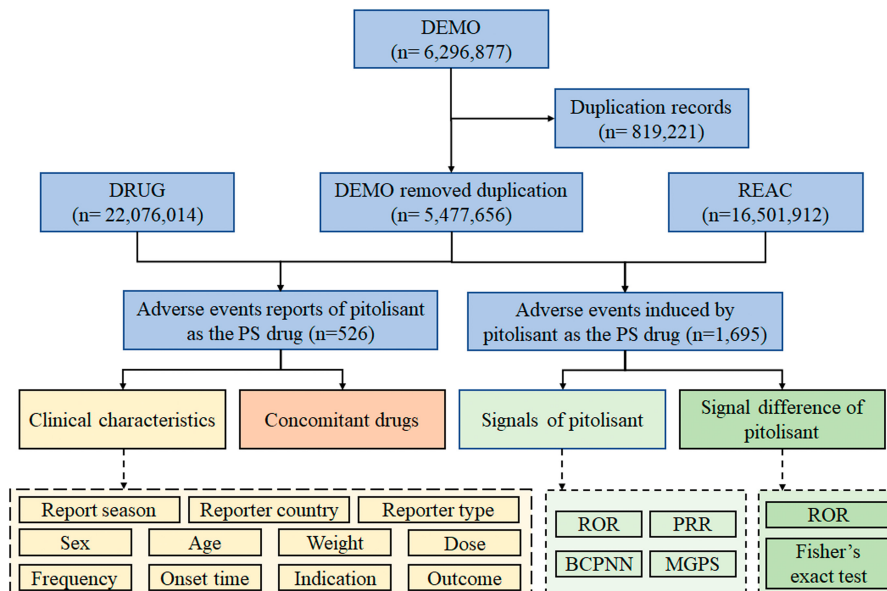 DEMO
(n= 6,296,877)
Duplication records
(n= 819,221)
DRUG
(n= 22,076,014)
DEMO removed duplication
(n= 5,477,656)
REAC
(n=16,501,912)
Adverse events reports of pitolisant
as the PS drug (n=526)
Adverse events induced by
pitolisant as the PS drug (n=1,695)
Clinical characteristics
Concomitant drugs
Signals of pitolisant
Signal difference of
pitolisant
Report season
Reporter country
Reporter type
Sex
Age
Weight
Dose
Frequency
Onset time
Indication
Outcome
ROR
PRR
BCPNN
MGPS
ROR
Fisher's
exact test